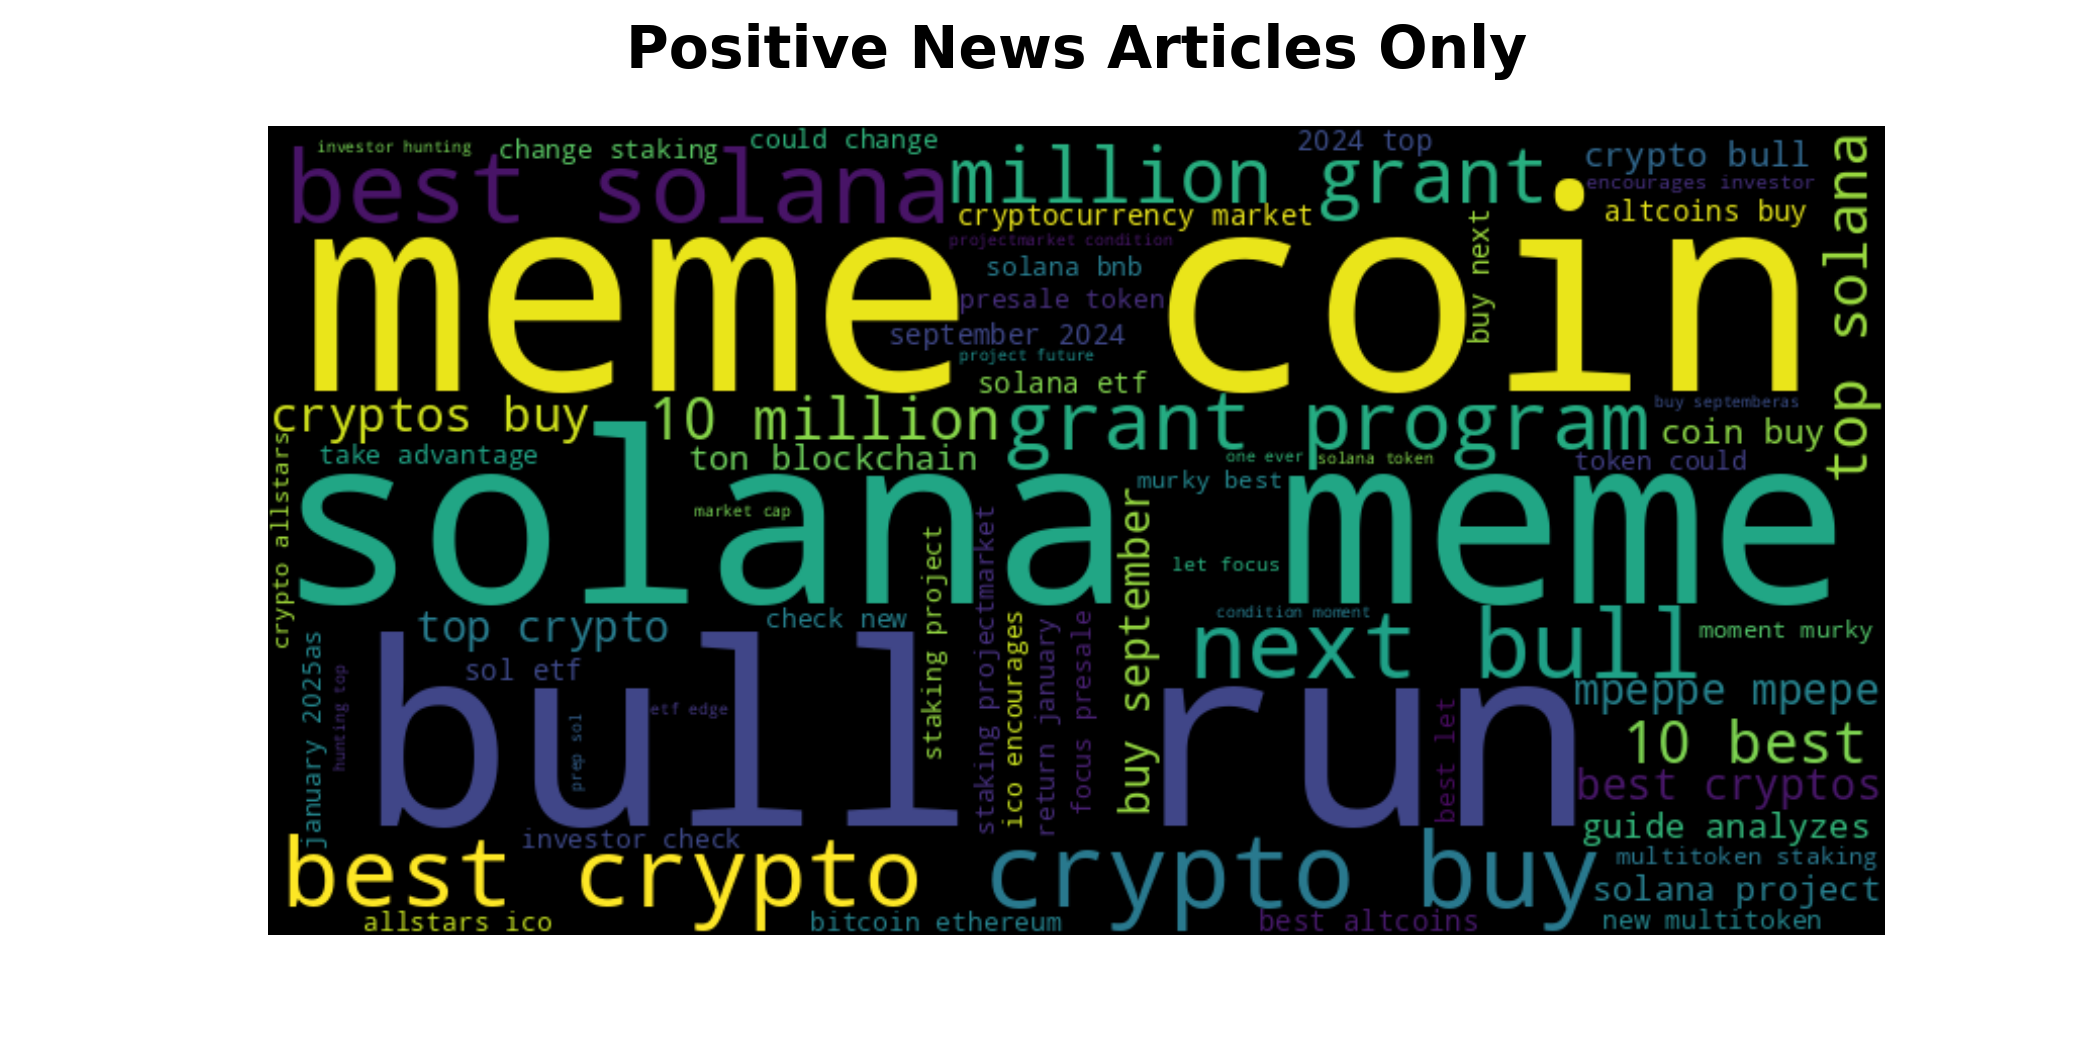 Positive News Articles Only
investor hunting
change staking
could change
2024 top
crypto bull
best solana
million grant
encourages investor
top solana
cryptocurrency market
altcoins buy
buy next
projectmarket condition
meme coin
solana bnb
presale token
september 2024
project future
solana etf
cryptos buy
10 million
grant program
buy septemberas
coin buy
take advantage
ton blockchain
one ever
solana token
token could
crypto allstars
solana meme
murky best
market cap
let focus
staking project
staking projectmarket
buy september
condition moment
top crypto
check new
next bull
moment murky
ico encourages
return january
focus presale
january 2025as
hunting top
sol etf
etf edge
prep sol
bull run
best let
mpeppe mpepe
10 best
best cryptos
investor check
guide analyzes
best crypto
crypto buy
multitoken staking
solana project
allstars ico
bitcoin ethereum
best altcoins
new multitoken